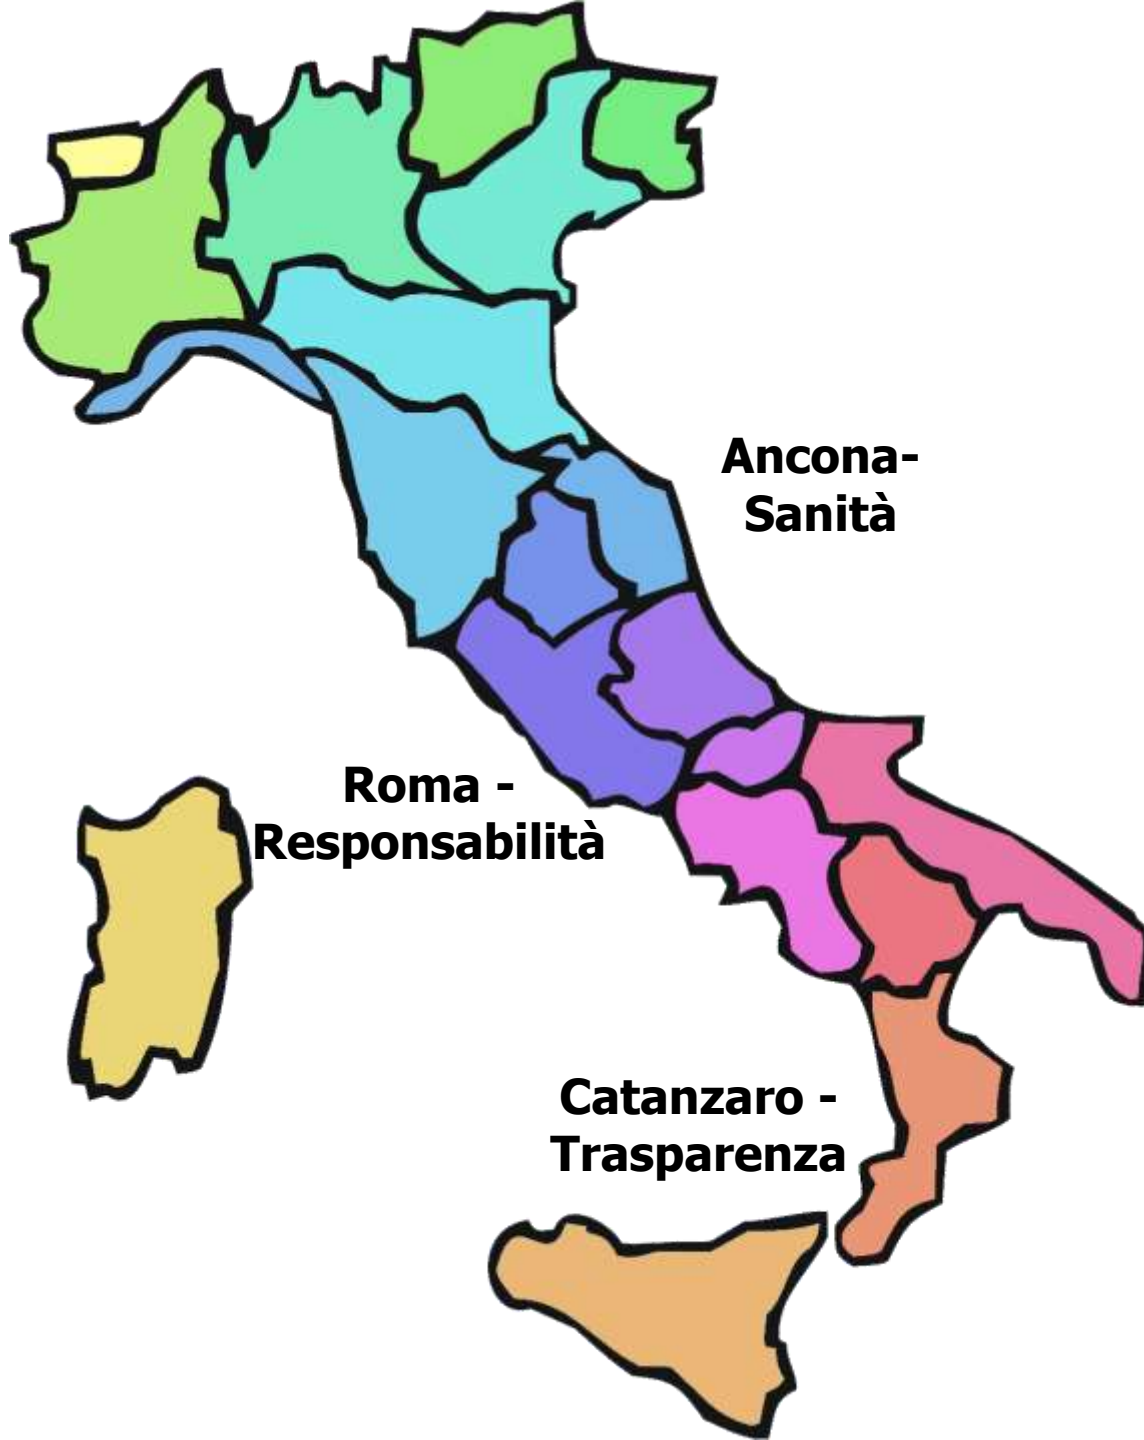 Ancona-
Sanità
Roma -
Responsabilità
Catanzaro -
Trasparenza